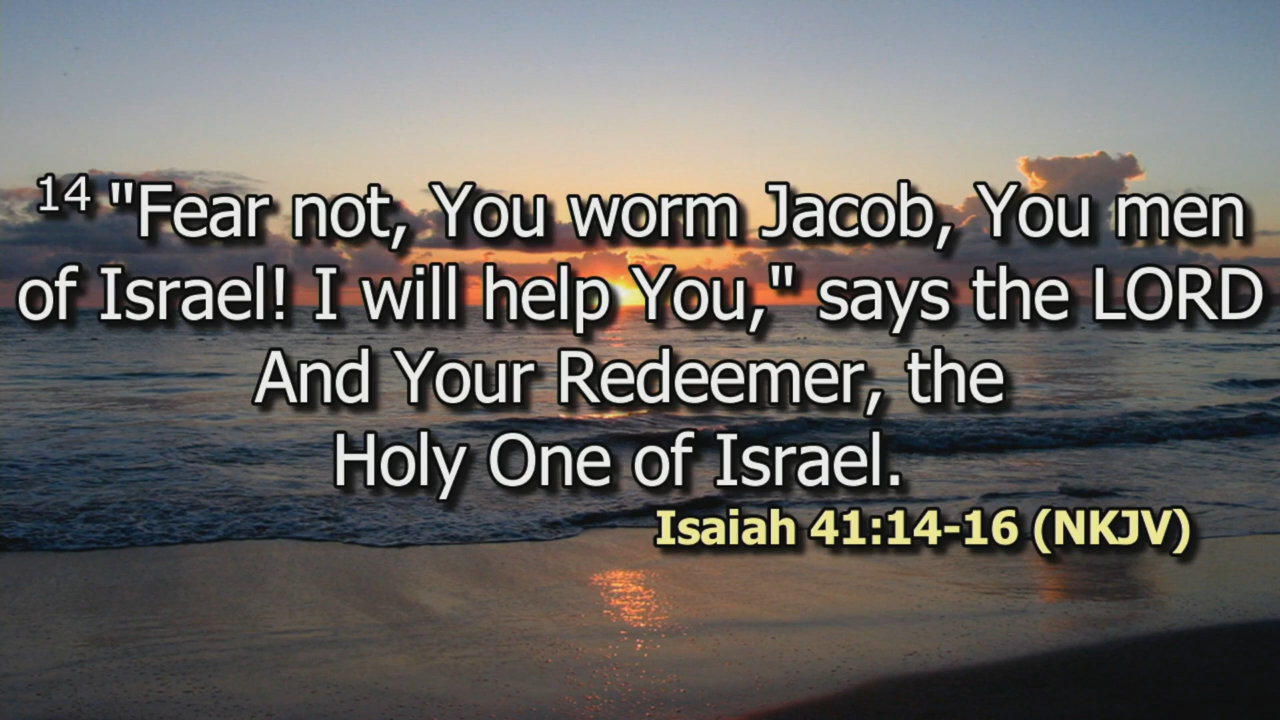 14 "Fear not, You worm Jacob, You men
of Israel! I will help You," says the LORD
And Your Redeemer, the
Holy One of Israel.
Isaiah 41:14-16 (NKJV)